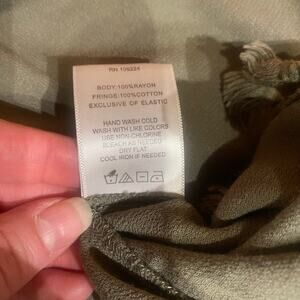 RN 109224
BODY:100%RAYON
FRINGE:100%COTTON
EXCLUSIVE OF ELASTIC
HAND WASH COLD
WASH WITH LIKE COLORS
USE NON-CHLORINE
BLEACH AS NEEDED
DRY FLAT
COOL IRON IF NEEDED